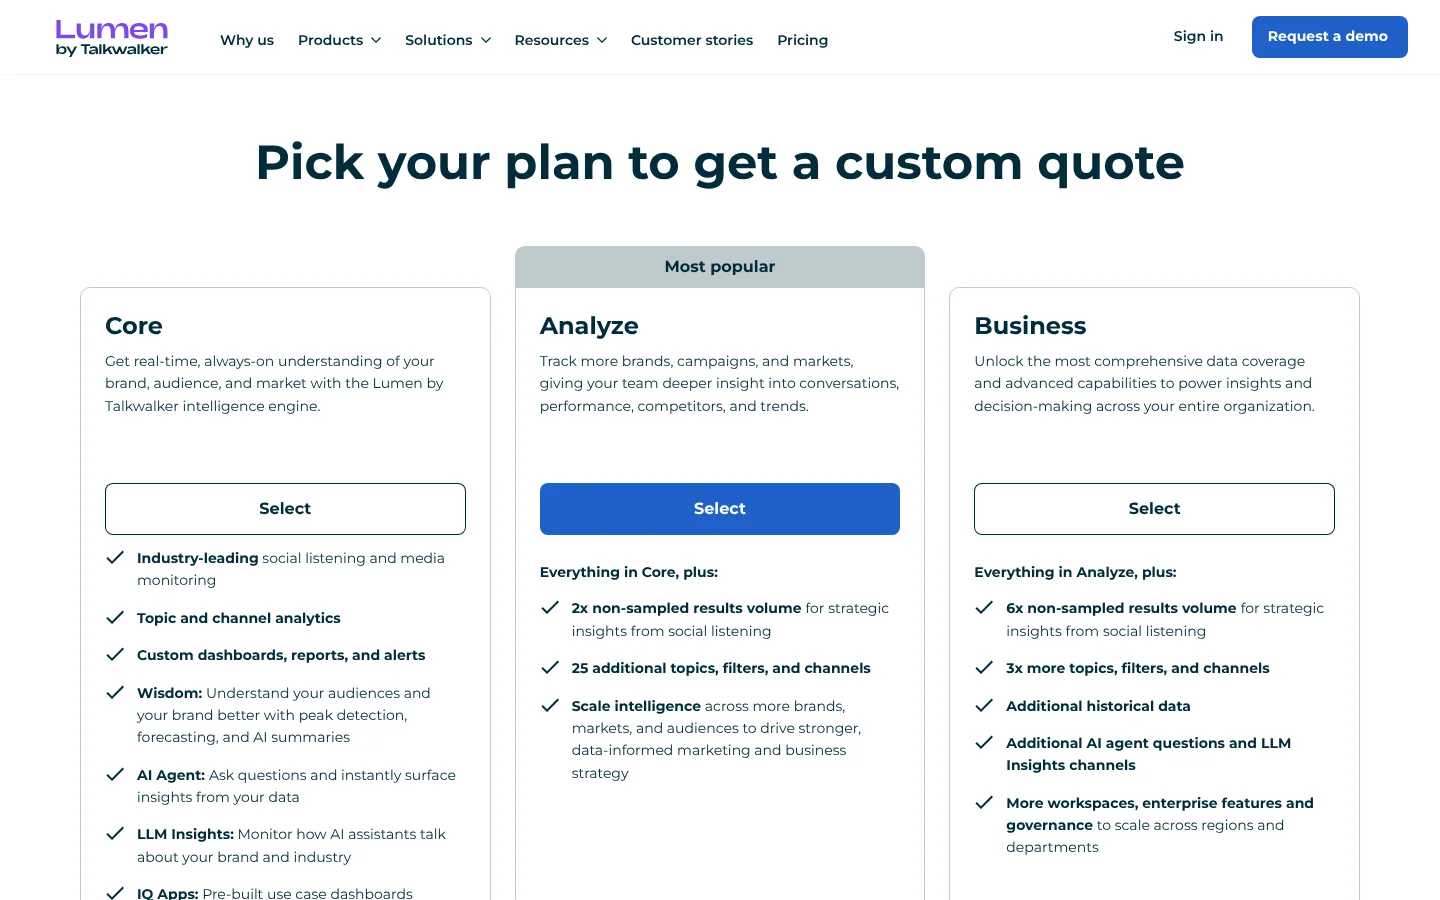 Lumen
by Talkwalker
Why us
Products
Solutions
Resources
Customer stories
Pricing
Sign in
Request a demo
Pick your plan to get a custom quote
Core
Get real-time, always-on understanding of your
brand, audience, and market with the Lumen by
Talkwalker intelligence engine.
Select
Industry-leading social listening and media
monitoring
Topic and channel analytics
Custom dashboards, reports, and alerts
Wisdom: Understand your audiences and
your brand better with peak detection,
forecasting, and AI summaries
AI Agent: Ask questions and instantly surface
insights from your data
LLM Insights: Monitor how AI assistants talk
about your brand and industry
IQ Apps: Pre-built use case dashboards
Most popular
Analyze
Track more brands, campaigns, and markets,
giving your team deeper insight into conversations,
performance, competitors, and trends.
Select
Everything in Core, plus:
2x non-sampled results volume for strategic
insights from social listening
25 additional topics, filters, and channels
Scale intelligence across more brands,
markets, and audiences to drive stronger,
data-informed marketing and business
strategy
Business
Unlock the most comprehensive data coverage
and advanced capabilities to power insights and
decision-making across your entire organization.
Select
Everything in Analyze, plus:
6x non-sampled results volume for strategic
insights from social listening
3x more topics, filters, and channels
Additional historical data
Additional AI agent questions and LLM
Insights channels
More workspaces, enterprise features and
governance to scale across regions and
departments